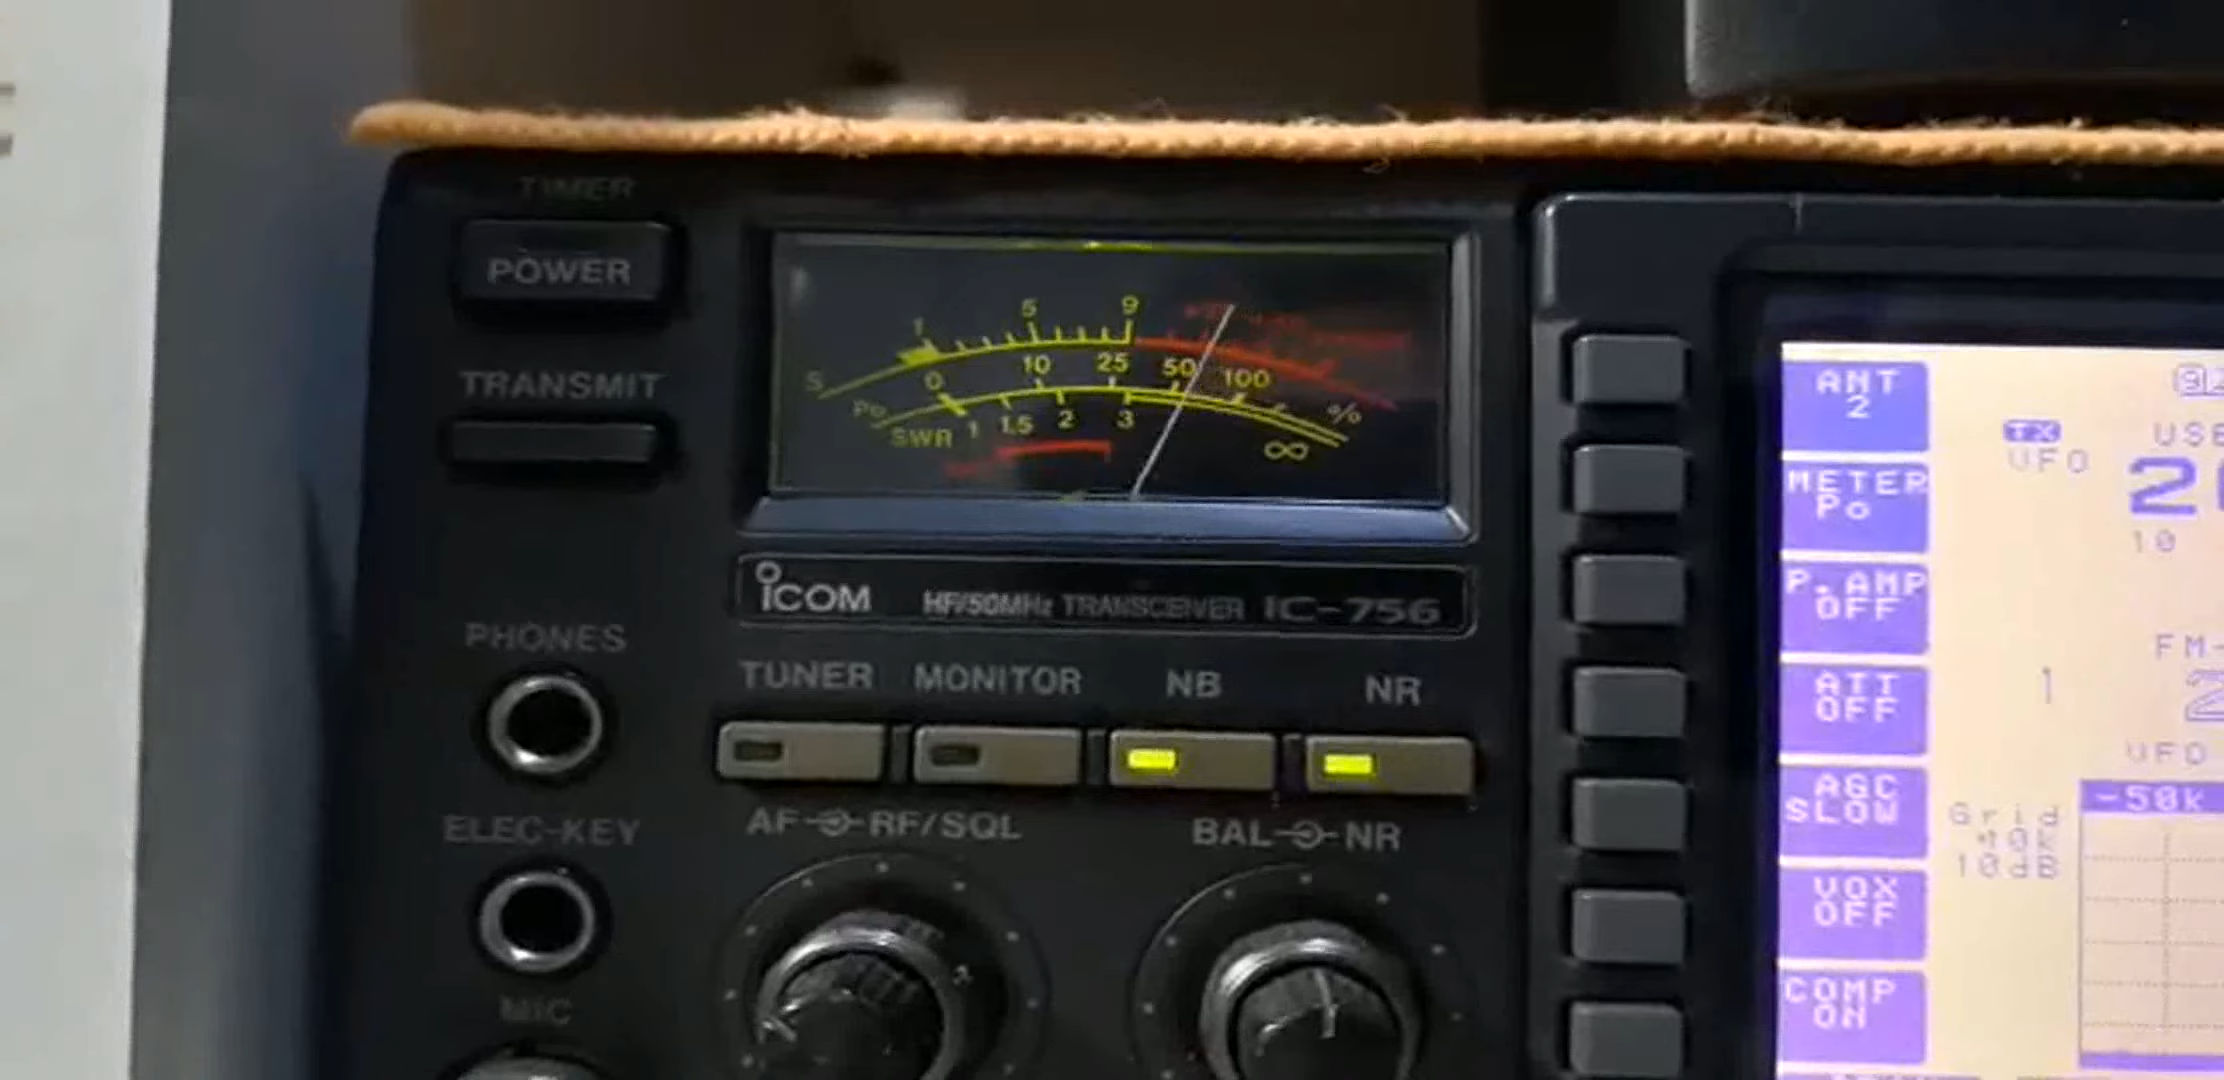 TIMER
POWER
TRANSMIT
PHONES
ELEC-KEY
MIC
1 5 9
S
0 10 25 50 100
Po %
SWR 1 1.5 2 3 ∞
ICOM HF/50MHz TRANSCEIVER IC-756
TUNER MONITOR NB NR
AF RF/SQL BAL NR
ANT
2
METER
Po
P.AMP
OFF
ATT
OFF
AGC
SLOW
VOX
OFF
COMP
ON
TX
VFO
10
1
FM-
VFO
-50k
Grid
10dB